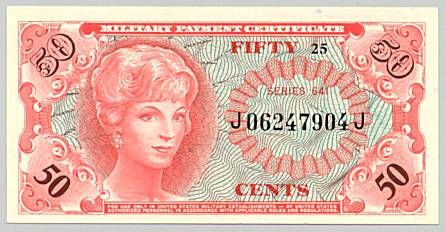 MILITARY PAYMENT CERTIFICATE
50 FIFTY 25 50
SERIES 641
J06247904J
50 CENTS 50
FOR USE ONLY IN UNITED STATES MILITARY ESTABLISHMENTS — BY UNITED STATES
AUTHORIZED PERSONNEL IN ACCORDANCE WITH APPLICABLE RULES AND REGULATIONS.